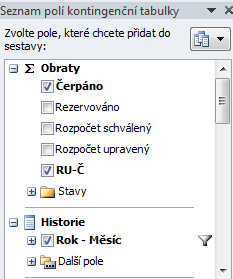 Seznam polí kontingenční tabulky
Zvolte pole, které chcete přidat do
sestavy:
Σ Obraty
Čerpáno
Rezervováno
Rozpočet schválený
Rozpočet upravený
RU-Č
Stavy
Historie
Rok - Měsíc
Další pole